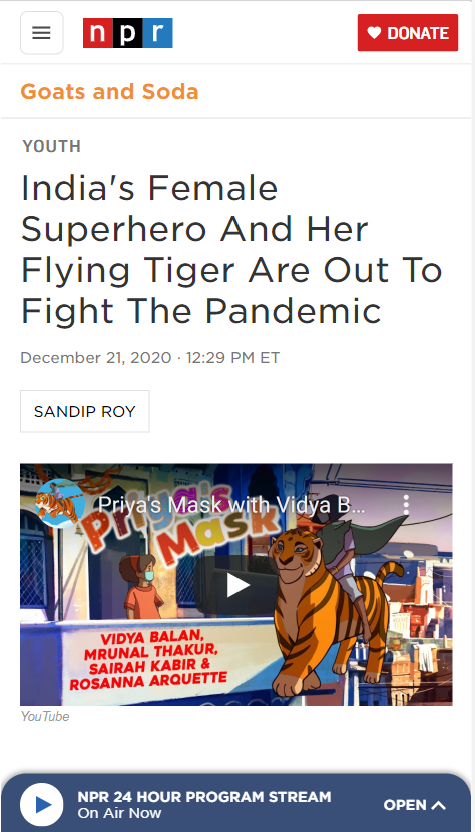 npr
DONATE
Goats and Soda
YOUTH
India's Female
Superhero And Her
Flying Tiger Are Out To
Fight The Pandemic
December 21, 2020 · 12:29 PM ET
SANDIP ROY
Priya's Mask with Vidya B...
Priya's
Mask
VIDYA BALAN,
MRUNAL THAKUR,
SAIRAH KABIR &
ROSANNA ARQUETTE
YouTube
NPR 24 HOUR PROGRAM STREAM
On Air Now
OPEN